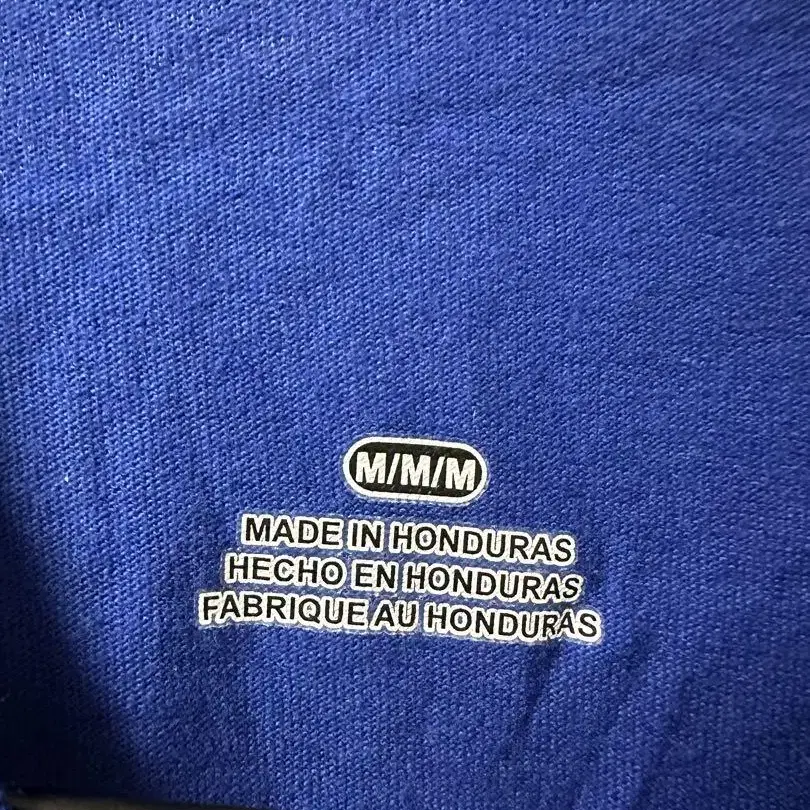 M/M/M
MADE IN HONDURAS
HECHO EN HONDURAS
FABRIQUE AU HONDURAS